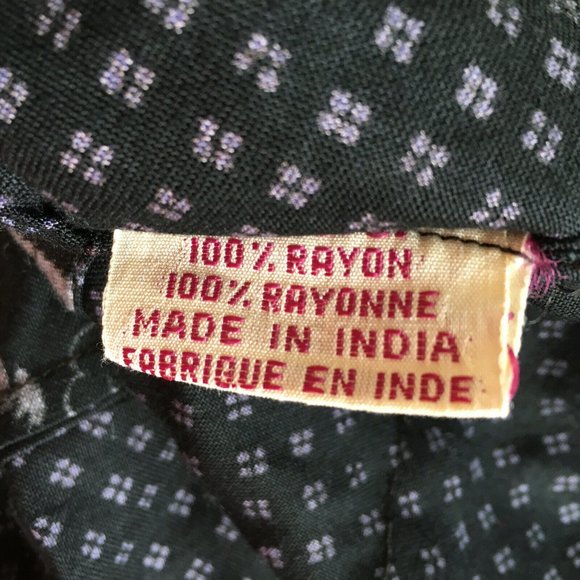 100% RAYON
100% RAYONNE
MADE IN INDIA
FABRIQUE EN INDE